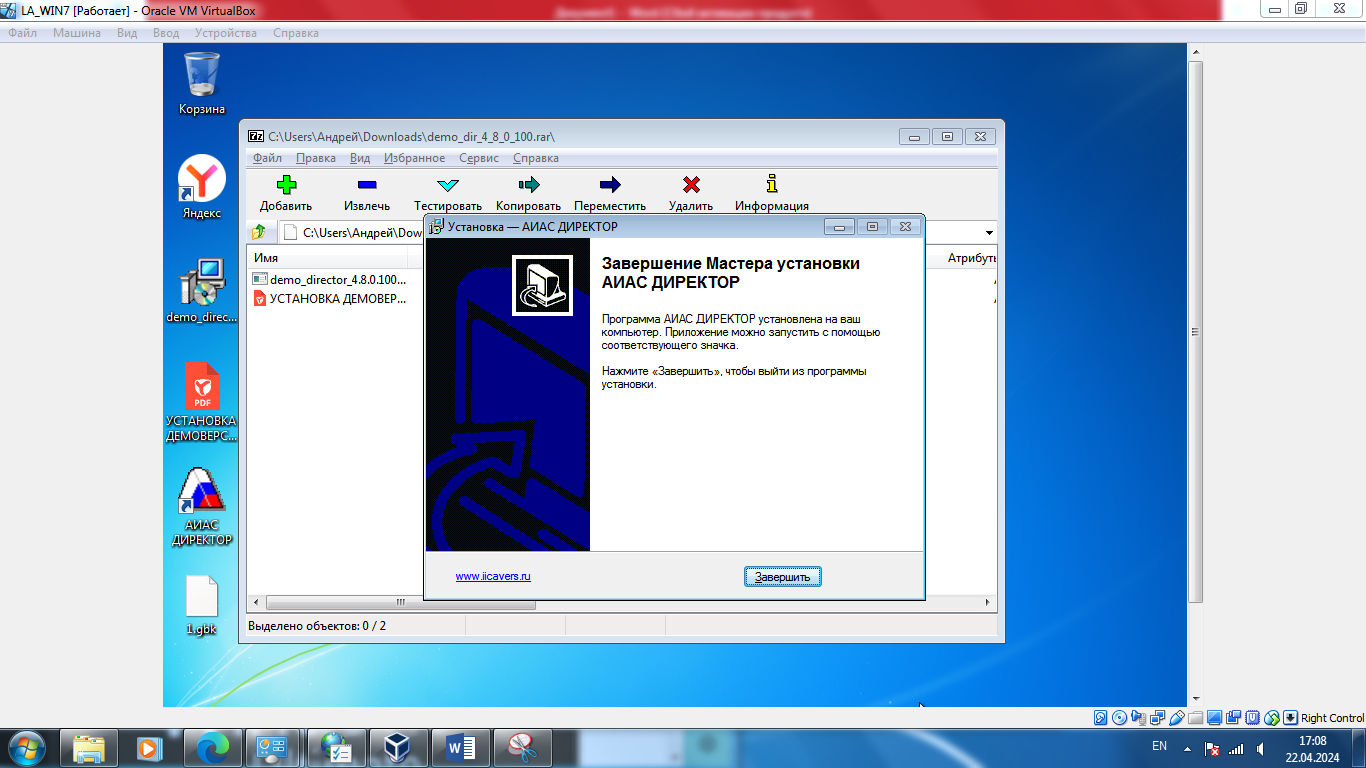 LA_WIN7 [Работает] - Oracle VM VirtualBox
Файл Машина Вид Ввод Устройства Справка
Корзина
Яндекс
demo_direc...
PDF
УСТАНОВКА
ДЕМОВЕРС...
АИАС
ДИРЕКТОР
1.gbk
C:\Users\Андрей\Downloads\demo_dir_4_8_0_100.rar\
Файл Правка Вид Избранное Сервис Справка
Добавить Извлечь Тестировать Копировать Переместить Удалить Информация
C:\Users\Андрей\Dow
Имя
Атрибуть
demo_director_4.8.0.100...
УСТАНОВКА ДЕМОВЕР...
Выделено объектов: 0 / 2
Установка — АИАС ДИРЕКТОР
Завершение Мастера установки
АИАС ДИРЕКТОР
Программа АИАС ДИРЕКТОР установлена на ваш
компьютер. Приложение можно запустить с помощью
соответствующего значка.
Нажмите «Завершить», чтобы выйти из программы
установки.
www.iicavers.ru
Завершить
Right Control
EN
17:08
22.04.2024